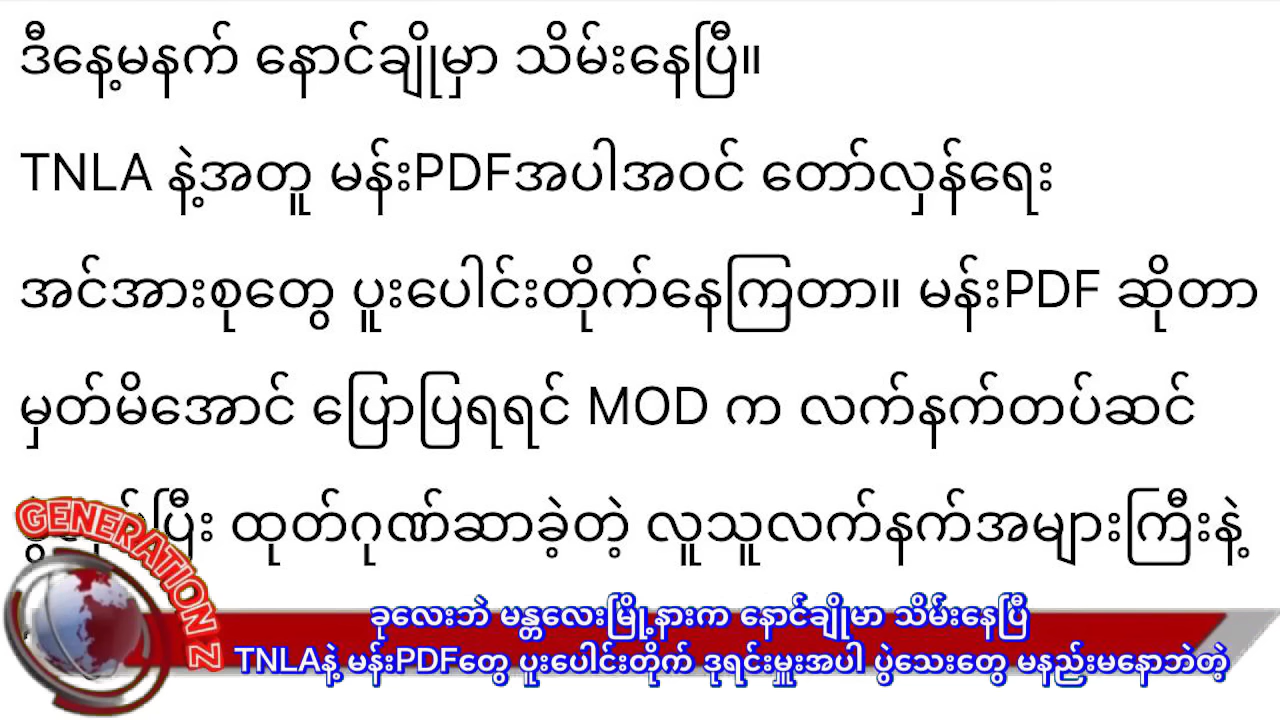 ဒီနေ့မနက် နောင်ချိုမှာ သိမ်းနေပြီ။
TNLA နဲ့အတူ မန်းPDFအပါအဝင် တော်လှန်ရေး
အင်အားစုတွေ ပူးပေါင်းတိုက်နေကြတာ။ မန်းPDF ဆိုတာ
မှတ်မိအောင် ပြောပြရရင် MOD က လက်နက်တပ်ဆင်
ထုတ်ဂုဏ်ဆာခဲ့တဲ့ လူသူလက်နက်အများကြီးနဲ့
GENERATION Z
ခုလေးဘဲ မန္တလေးမြို့နားက နောင်ချိုမာ သိမ်းနေပြီ
TNLAနဲ့ မန်းPDFတွေ ပူးပေါင်းတိုက် ဒုရင်းမှူးအပါ ပွဲသေးတွေ မနည်းမနောဘဲတဲ့